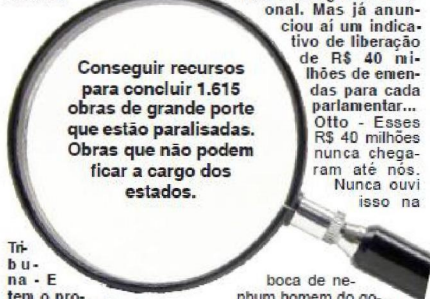 onal. Mas já anun-
ciou aí um indica-
tivo de liberação
de R$ 40 mi-
lhões de emen-
das para cada
parlamentar...
Otto - Esses
R$ 40 milhões
nunca chega-
ram até nós.
Nunca ouvi
isso na
boca de ne-
nhum homem do go-
Conseguir recursos
para concluir 1.615
obras de grande porte
que estão paralisadas.
Obras que não podem
ficar a cargo dos
estados.
Tri-
bu-
na - E
tem o pro-